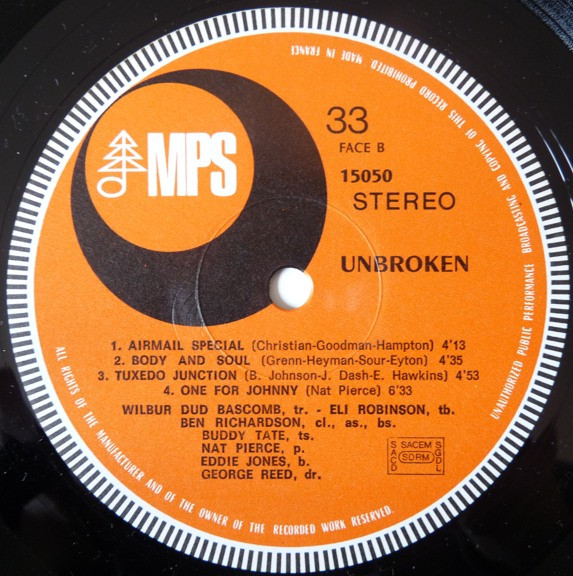 MPS
33
FACE B
15050
STEREO
UNBROKEN
1. AIRMAIL SPECIAL (Christian-Goodman-Hampton) 4'13
2. BODY AND SOUL (Grenn-Heyman-Sour-Eyton) 4'35
3. TUXEDO JUNCTION (B. Johnson-J. Dash-E. Hawkins) 4'53
4. ONE FOR JOHNNY (Nat Pierce) 6'33
WILBUR DUD BASCOMB, tr. - ELI ROBINSON, tb.
BEN RICHARDSON, cl., as., bs.
BUDDY TATE, ts.
NAT PIERCE, p.
EDDIE JONES, b.
GEORGE REED, dr.
SACD SACEM SDRM SGDL
ALL RIGHTS OF THE MANUFACTURER AND OF THE OWNER OF THE RECORDED WORK RESERVED.
UNAUTHORIZED PUBLIC PERFORMANCE BROADCASTING AND COPYING OF THIS RECORD PROHIBITED. MADE IN FRANCE